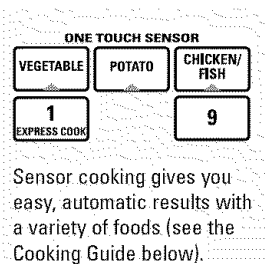 ONE TOUCH SENSOR
VEGETABLE
POTATO
CHICKEN/
FISH
1
EXPRESS COOK
9
Sensor cooking gives you
easy, automatic results with
a variety of foods (see the
Cooking Guide below).